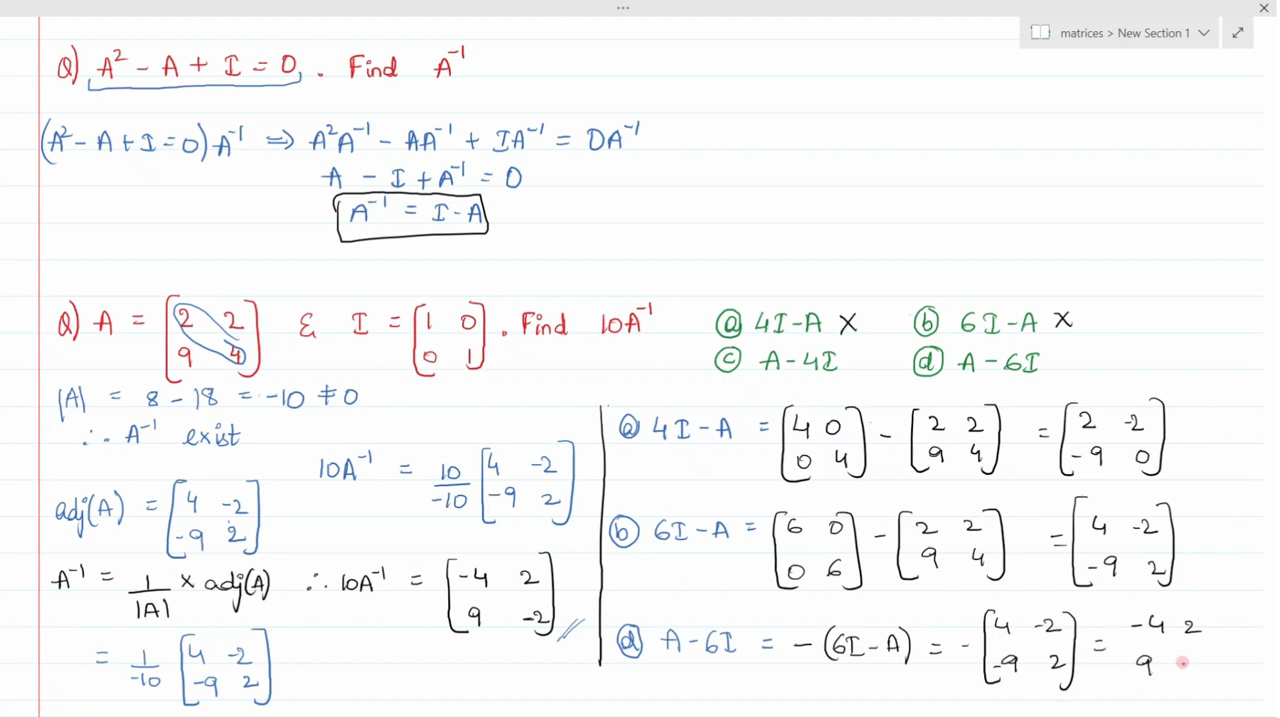 matrices > New Section 1
Q) A² - A + I = 0 . Find A⁻¹
(A² - A + I = 0) A⁻¹ ⇒ A²A⁻¹ - AA⁻¹ + IA⁻¹ = 0A⁻¹
A - I + A⁻¹ = 0
A⁻¹ = I - A
Q) A = [2 2; 9 4] & I = [1 0; 0 1] . Find 10A⁻¹
ⓐ 4I - A × ⓑ 6I - A ×
ⓒ A - 4I ⓓ A - 6I
|A| = 8 - 18 = -10 ≠ 0
∴ A⁻¹ exist
adj(A) = [4 -2; -9 2]
A⁻¹ = 1/|A| × adj(A)
= 1/-10 [4 -2; -9 2]
10A⁻¹ = 10/-10 [4 -2; -9 2]
∴ 10A⁻¹ = [-4 2; 9 -2]
ⓐ 4I - A = [4 0; 0 4] - [2 2; 9 4] = [2 -2; -9 0]
ⓑ 6I - A = [6 0; 0 6] - [2 2; 9 4] = [4 -2; -9 2]
ⓓ A - 6I = - (6I - A) = - [4 -2; -9 2] = -4 2
9